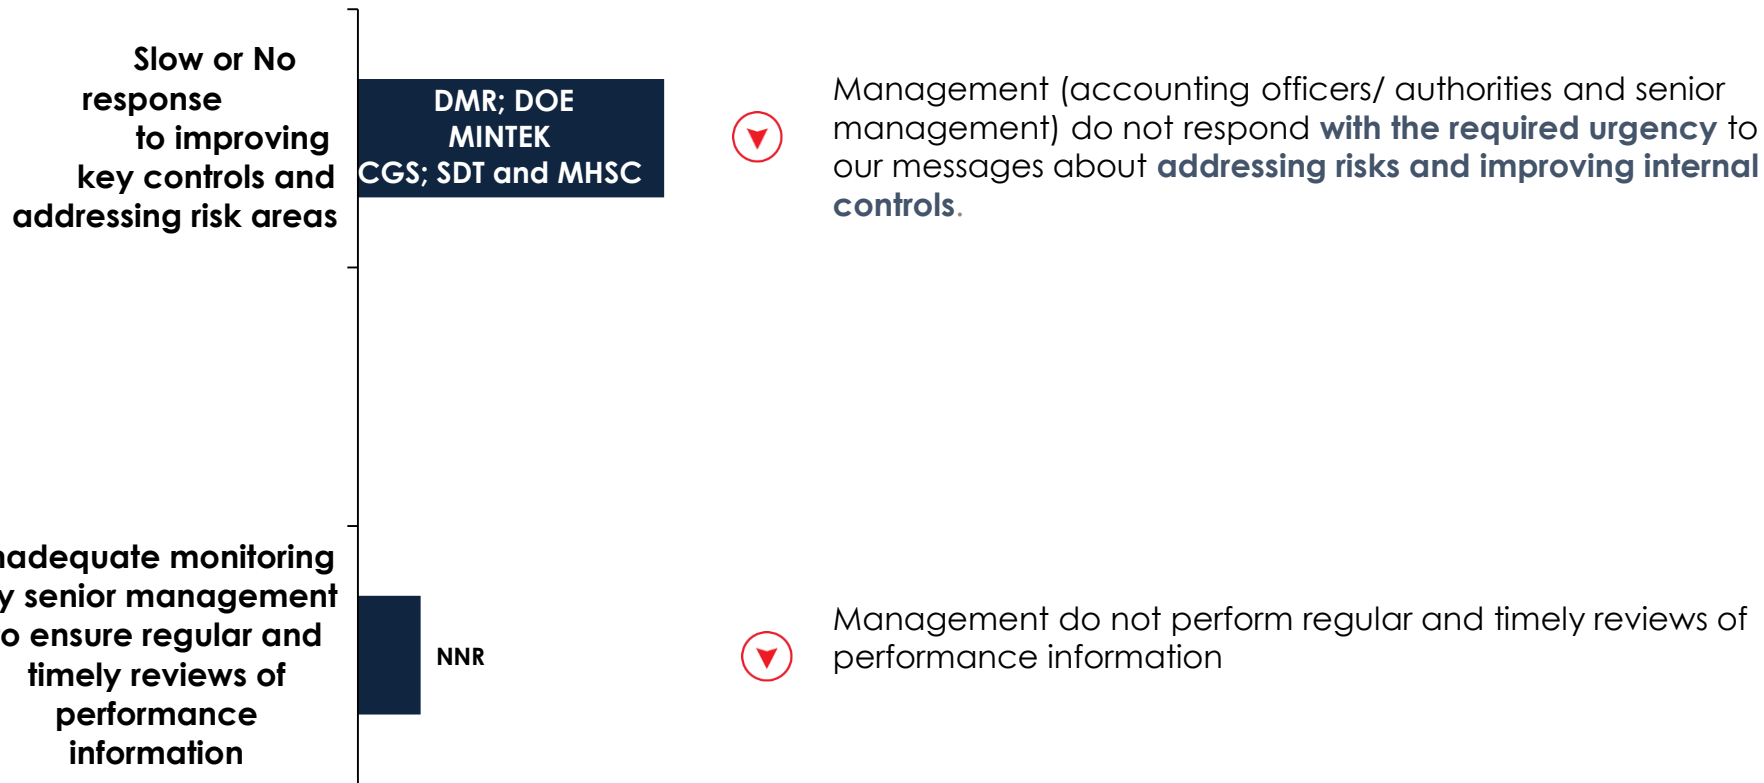 Slow or No
response
to improving
key controls and
addressing risk areas
DMR; DOE
MINTEK
CGS; SDT and MHSC
Management (accounting officers/ authorities and senior
management) do not respond with the required urgency to
our messages about addressing risks and improving internal
controls.
nadequate monitoring
y senior management
o ensure regular and
timely reviews of
performance
information
NNR
Management do not perform regular and timely reviews of
performance information